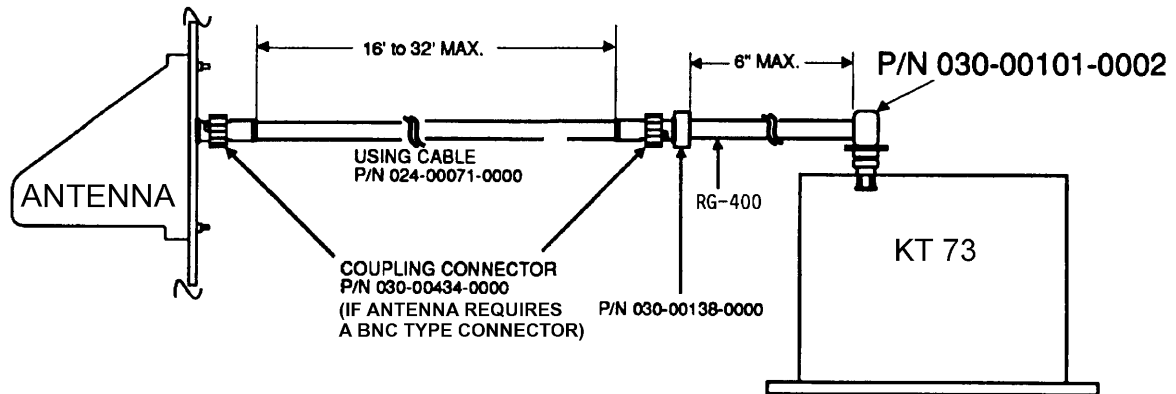 16' to 32' MAX.
6" MAX.
P/N 030-00101-0002
USING CABLE
P/N 024-00071-0000
ANTENNA
RG-400
KT 73
COUPLING CONNECTOR
P/N 030-00434-0000
(IF ANTENNA REQUIRES
A BNC TYPE CONNECTOR)
P/N 030-00138-0000